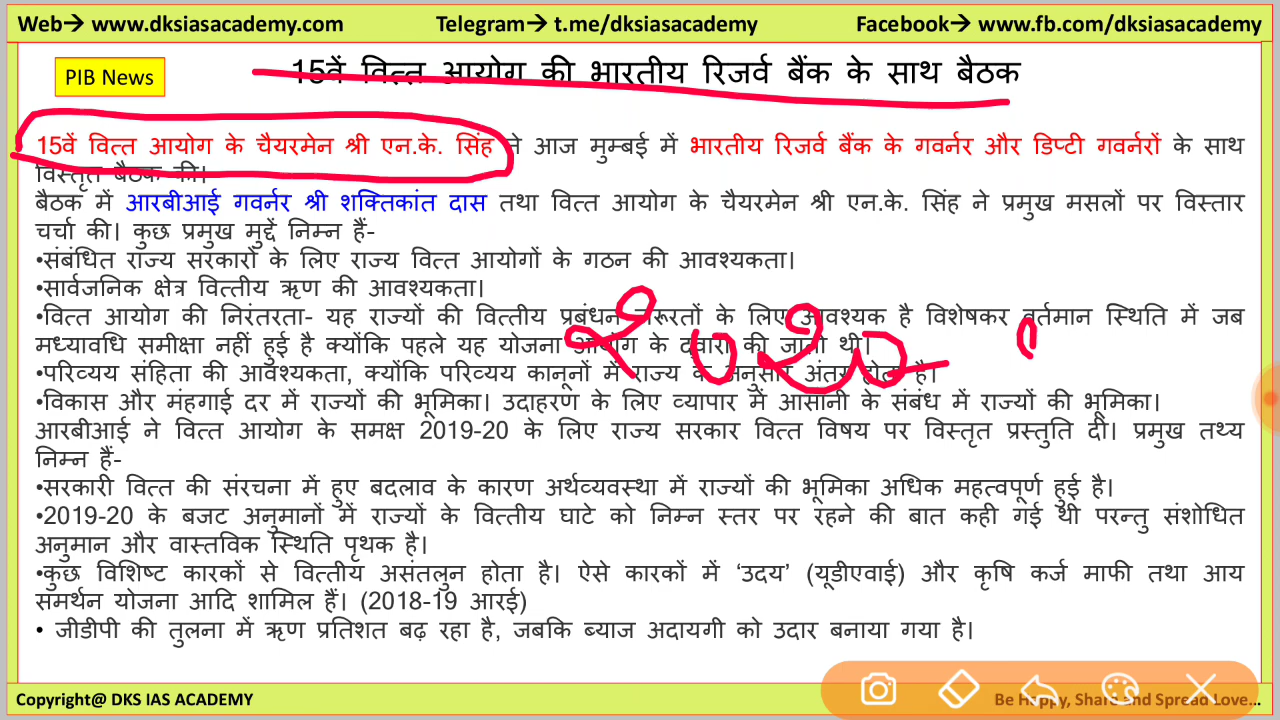 Web→ www.dksiasacademy.com Telegram→ t.me/dksiasacademy Facebook→ www.fb.com/dksiasacademy
PIB News
15वें वित्त आयोग की भारतीय रिजर्व बैंक के साथ बैठक
15वें वित्त आयोग के चैयरमेन श्री एन.के. सिंह ने आज मुम्बई में भारतीय रिजर्व बैंक के गवर्नर और डिप्टी गवर्नरों के साथ
विस्तृत बैठक की।
बैठक में आरबीआई गवर्नर श्री शक्तिकांत दास तथा वित्त आयोग के चैयरमेन श्री एन.के. सिंह ने प्रमुख मसलों पर विस्तार
चर्चा की। कुछ प्रमुख मुद्दें निम्न हैं-
•संबंधित राज्य सरकारों के लिए राज्य वित्त आयोगों के गठन की आवश्यकता।
•सार्वजनिक क्षेत्र वित्तीय ऋण की आवश्यकता।
•वित्त आयोग की निरंतरता- यह राज्यों की वित्तीय प्रबंधन जरूरतों के लिए आवश्यक है विशेषकर वर्तमान स्थिति में जब
मध्यावधि समीक्षा नहीं हुई है क्योंकि पहले यह योजना आयोग के द्वारा की जाती थी।
•परिव्यय संहिता की आवश्यकता, क्योंकि परिव्यय कानूनों में राज्य के अनुसार अंतर होता है।
•विकास और मंहगाई दर में राज्यों की भूमिका। उदाहरण के लिए व्यापार में आसानी के संबंध में राज्यों की भूमिका।
आरबीआई ने वित्त आयोग के समक्ष 2019-20 के लिए राज्य सरकार वित्त विषय पर विस्तृत प्रस्तुति दी। प्रमुख तथ्य
निम्न हैं-
•सरकारी वित्त की संरचना में हुए बदलाव के कारण अर्थव्यवस्था में राज्यों की भूमिका अधिक महत्वपूर्ण हुई है।
•2019-20 के बजट अनुमानों में राज्यों के वित्तीय घाटे को निम्न स्तर पर रहने की बात कही गई थी परन्तु संशोधित
अनुमान और वास्तविक स्थिति पृथक है।
•कुछ विशिष्ट कारकों से वित्तीय असंतलुन होता है। ऐसे कारकों में ‘उदय’ (यूडीएवाई) और कृषि कर्ज माफी तथा आय
समर्थन योजना आदि शामिल हैं। (2018-19 आरई)
• जीडीपी की तुलना में ऋण प्रतिशत बढ़ रहा है, जबकि ब्याज अदायगी को उदार बनाया गया है।
Copyright@ DKS IAS ACADEMY Be Happy, Share and Spread Love...